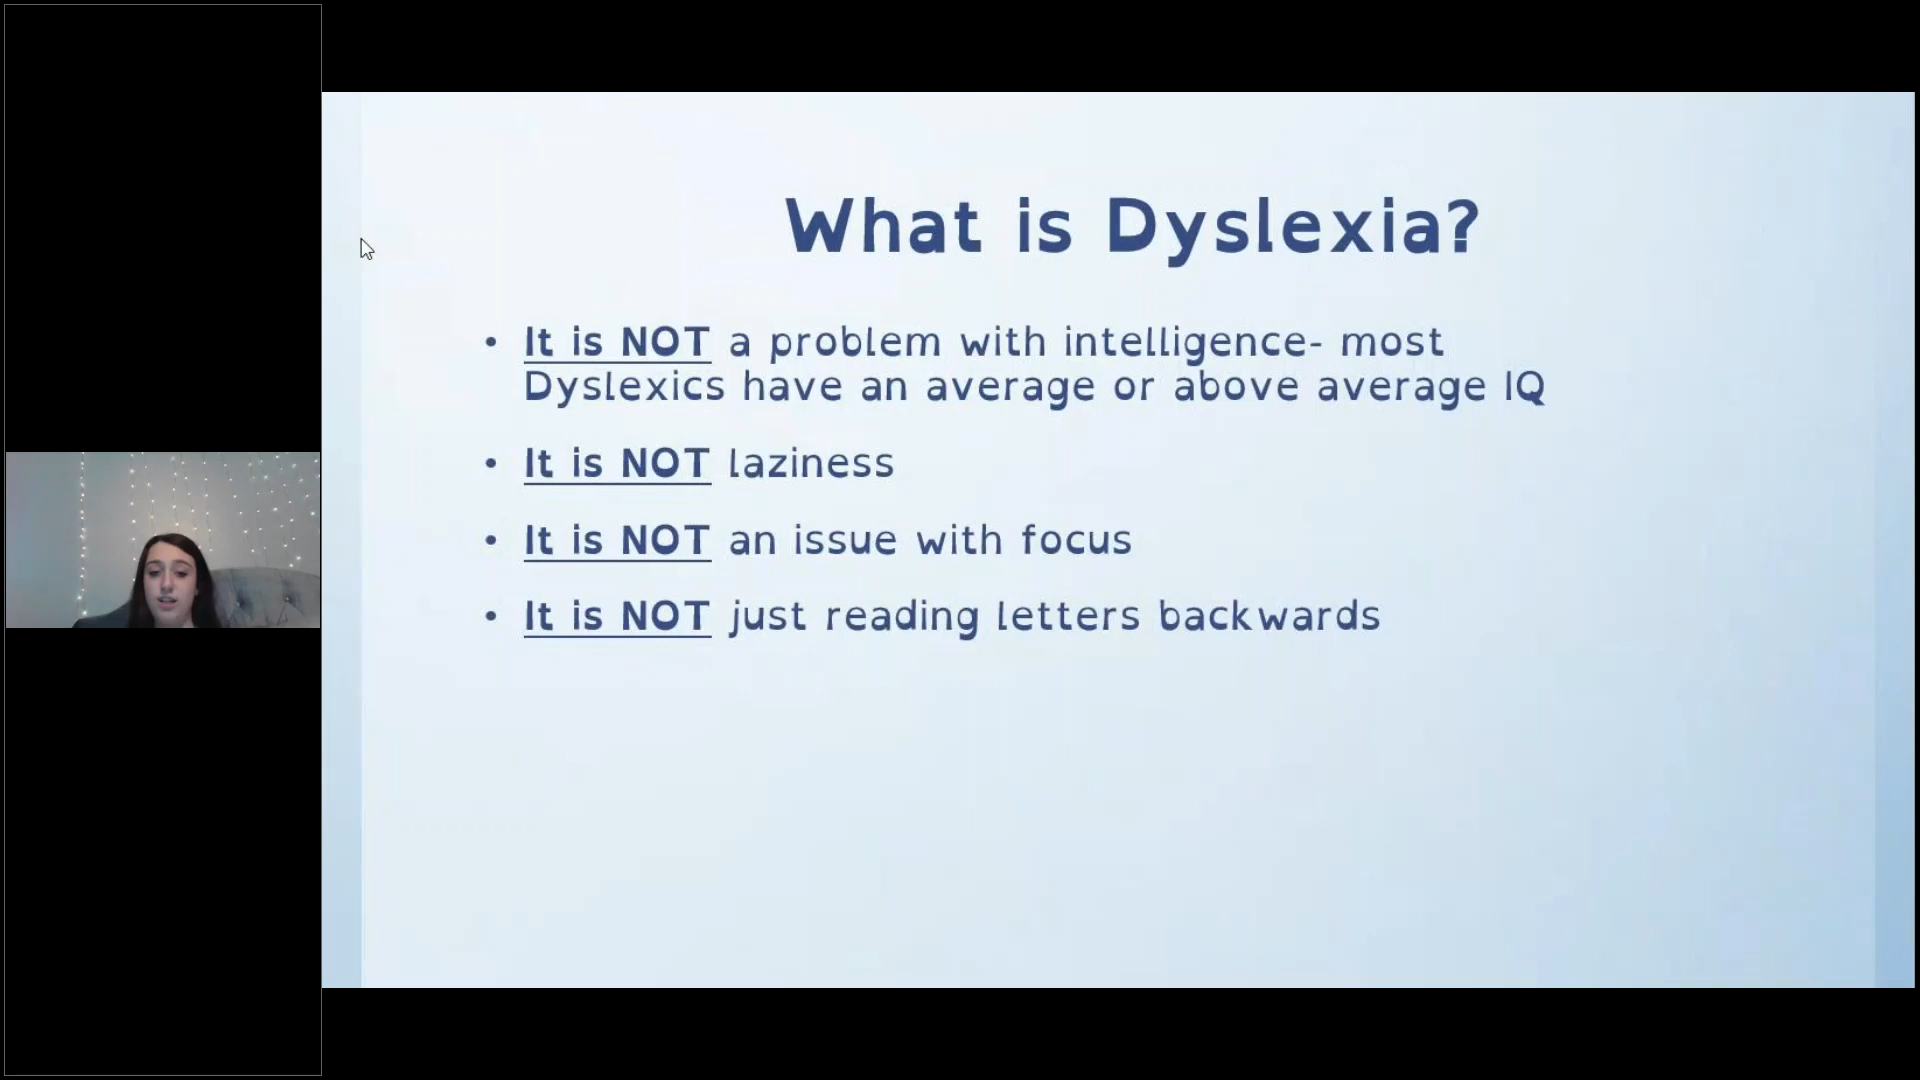 What is Dyslexia?
• It is NOT a problem with intelligence- most
Dyslexics have an average or above average IQ
• It is NOT laziness
• It is NOT an issue with focus
• It is NOT just reading letters backwards